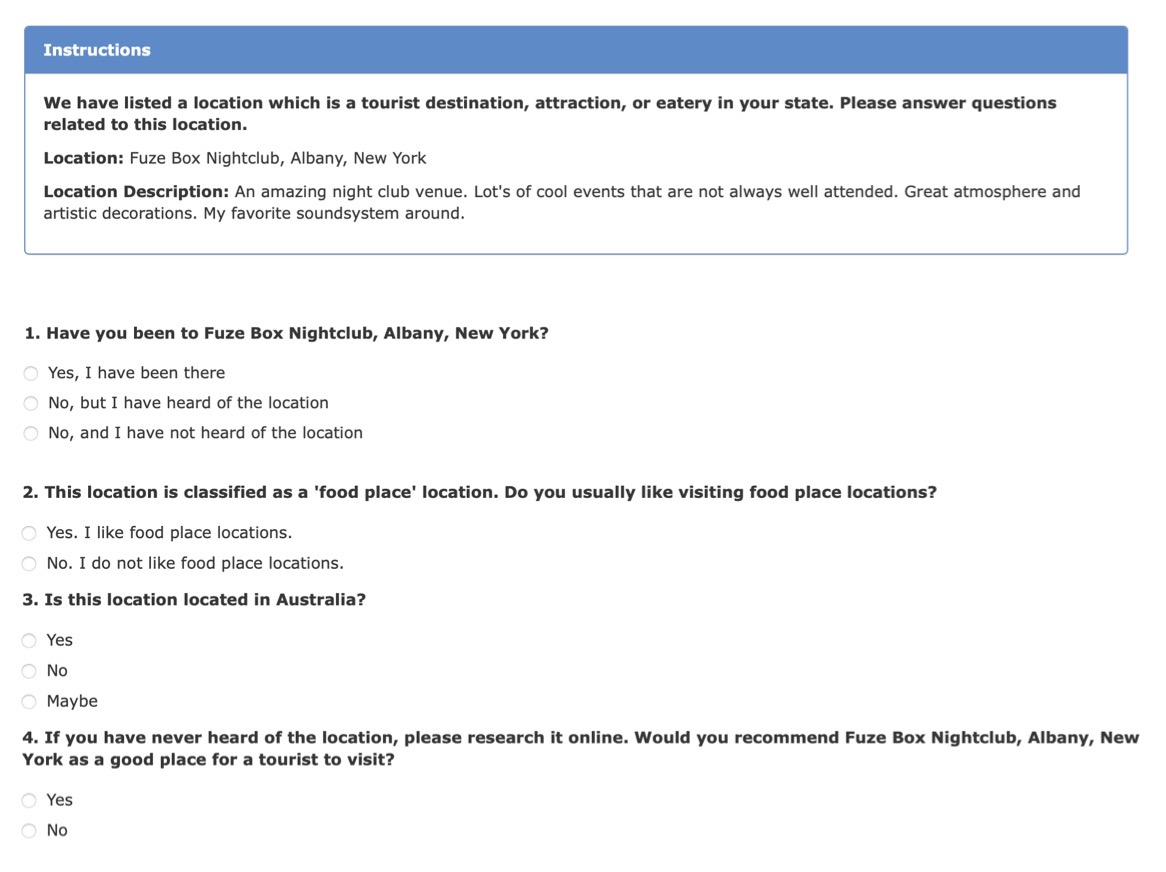 Instructions
We have listed a location which is a tourist destination, attraction, or eatery in your state. Please answer questions
related to this location.
Location: Fuze Box Nightclub, Albany, New York
Location Description: An amazing night club venue. Lot's of cool events that are not always well attended. Great atmosphere and
artistic decorations. My favorite soundsystem around.
1. Have you been to Fuze Box Nightclub, Albany, New York?
Yes, I have been there
No, but I have heard of the location
No, and I have not heard of the location
2. This location is classified as a 'food place' location. Do you usually like visiting food place locations?
Yes. I like food place locations.
No. I do not like food place locations.
3. Is this location located in Australia?
Yes
No
Maybe
4. If you have never heard of the location, please research it online. Would you recommend Fuze Box Nightclub, Albany, New
York as a good place for a tourist to visit?
Yes
No